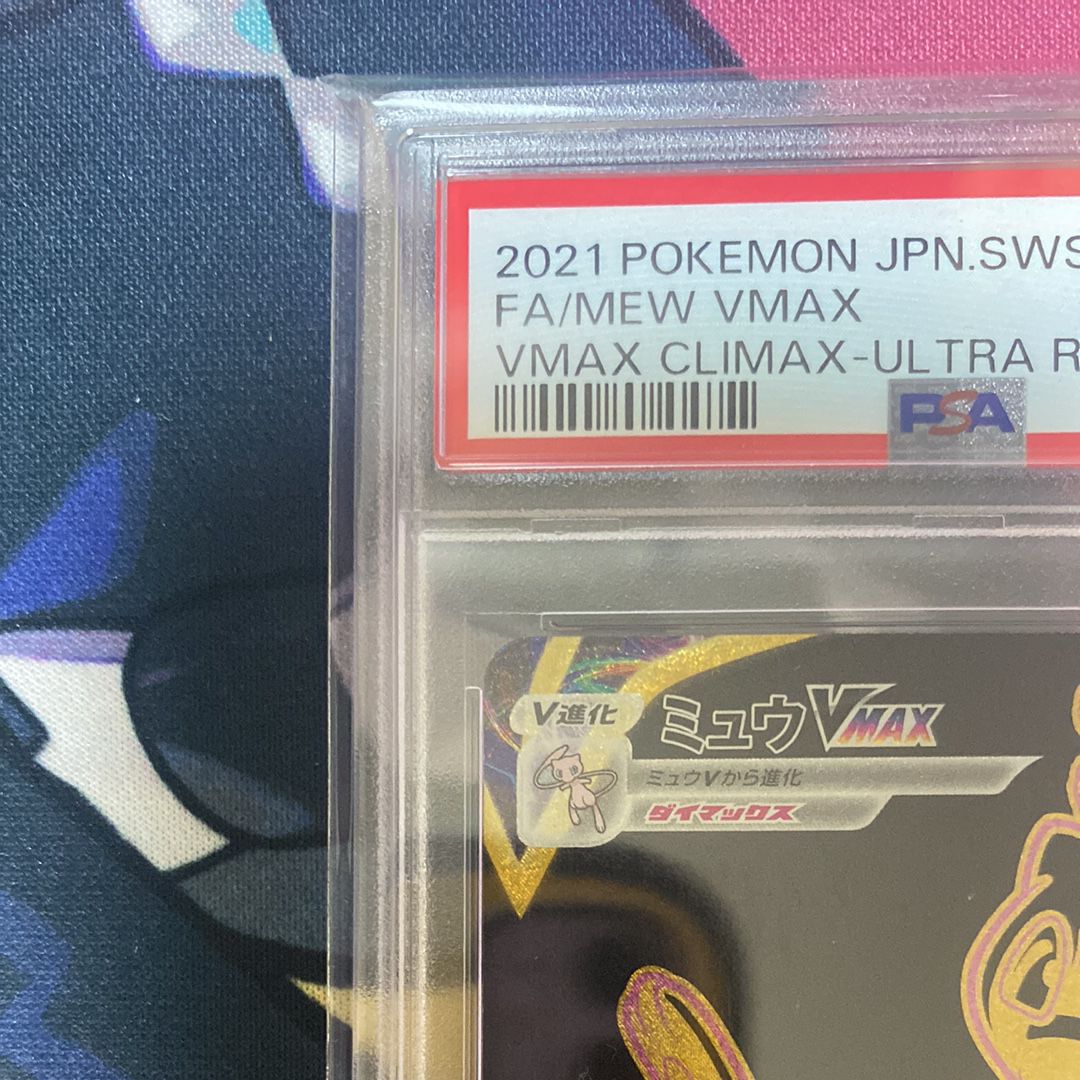 2021 POKEMON JPN.SWS
FA/MEW VMAX
VMAX CLIMAX-ULTRA R
PSA
V進化
ミュウVMAX
ミュウVから進化
ダイマックス